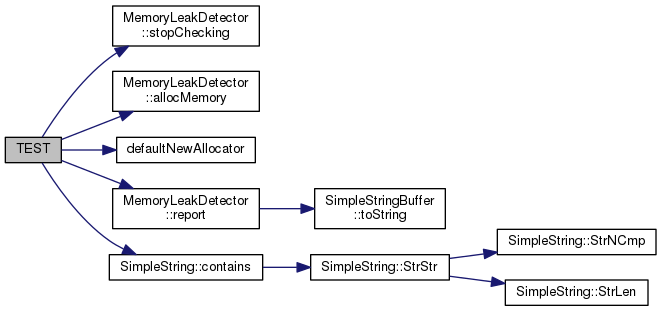 MemoryLeakDetector
::stopChecking
MemoryLeakDetector
::allocMemory
TEST
defaultNewAllocator
MemoryLeakDetector
::report
SimpleStringBuffer
::toString
SimpleString::contains
SimpleString::StrStr
SimpleString::StrNCmp
SimpleString::StrLen